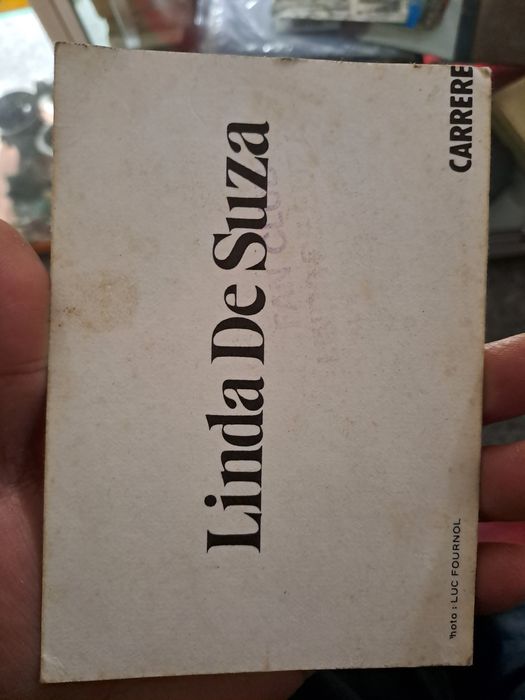 Linda De Suza
CARRERE
Photo : LUC FOURNOL